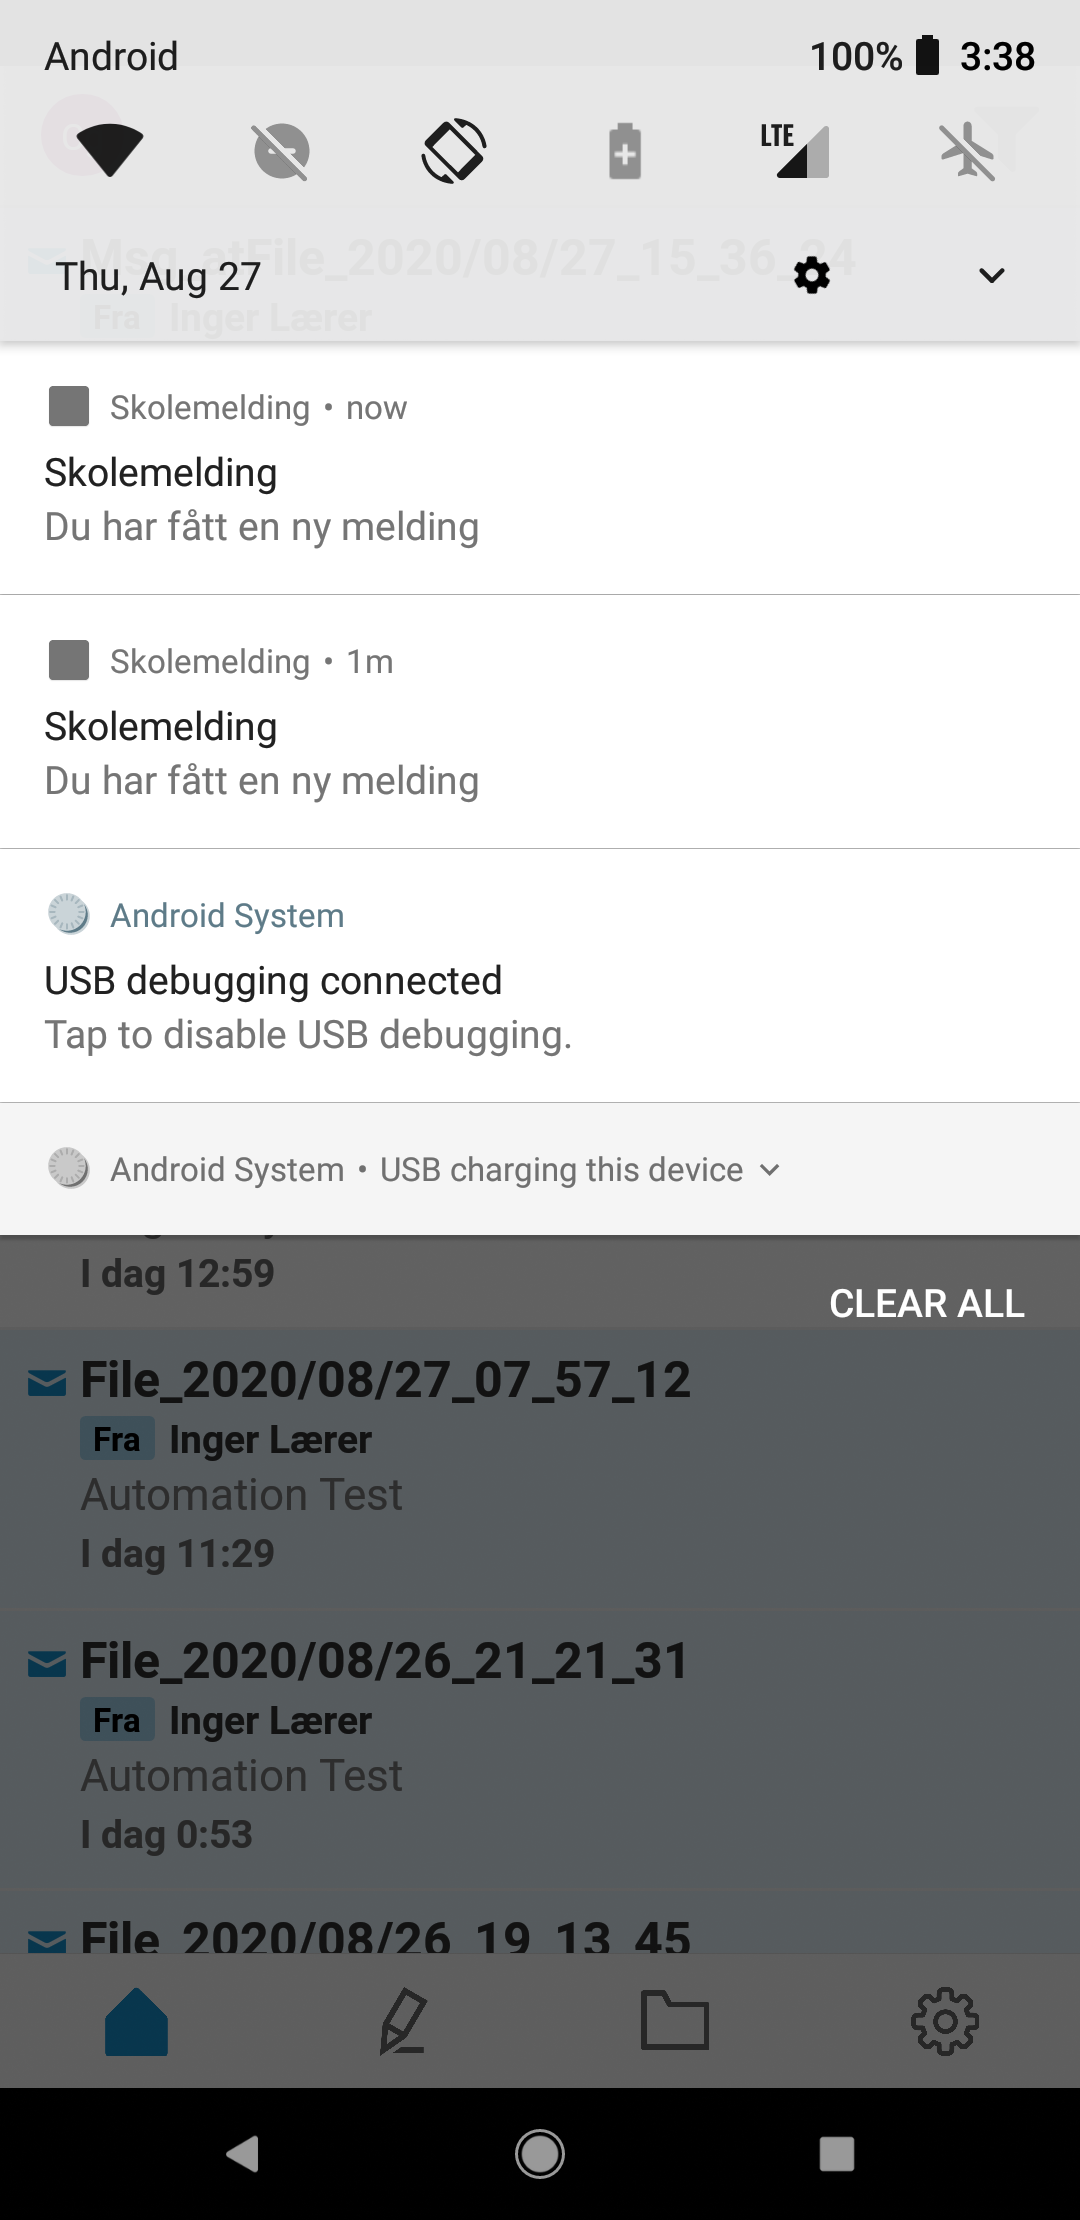 Android
100% 3:38
LTE
Msg_atFile_2020/08/27_15_36_24
Thu, Aug 27
Fra Inger Lærer
Skolemelding • now
Skolemelding
Du har fått en ny melding
Skolemelding • 1m
Skolemelding
Du har fått en ny melding
Android System
USB debugging connected
Tap to disable USB debugging.
Android System • USB charging this device
I dag 12:59
CLEAR ALL
File_2020/08/27_07_57_12
Fra Inger Lærer
Automation Test
I dag 11:29
File_2020/08/26_21_21_31
Fra Inger Lærer
Automation Test
I dag 0:53
File_2020/08/26_19_13_45